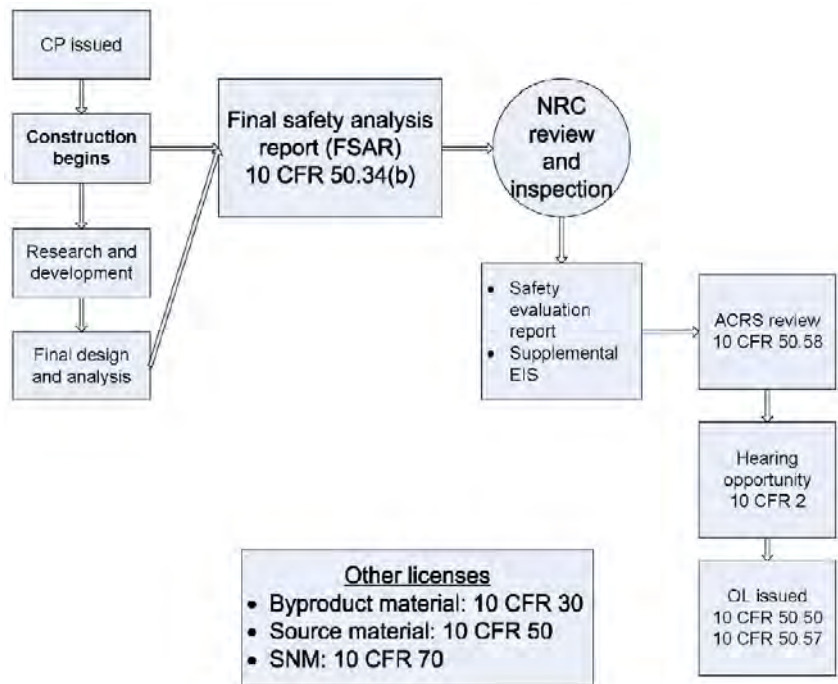 CP issued
Construction
begins
Research and
development
Final design
and analysis
Final safety analysis
report (FSAR)
10 CFR 50.34(b)
NRC
review
and
inspection
• Safety
evaluation
report
• Supplemental
EIS
ACRS review
10 CFR 50.58
Hearing
opportunity
10 CFR 2
OL issued
10 CFR 50.50
10 CFR 50.57
Other licenses
• Byproduct material: 10 CFR 30
• Source material: 10 CFR 50
• SNM: 10 CFR 70